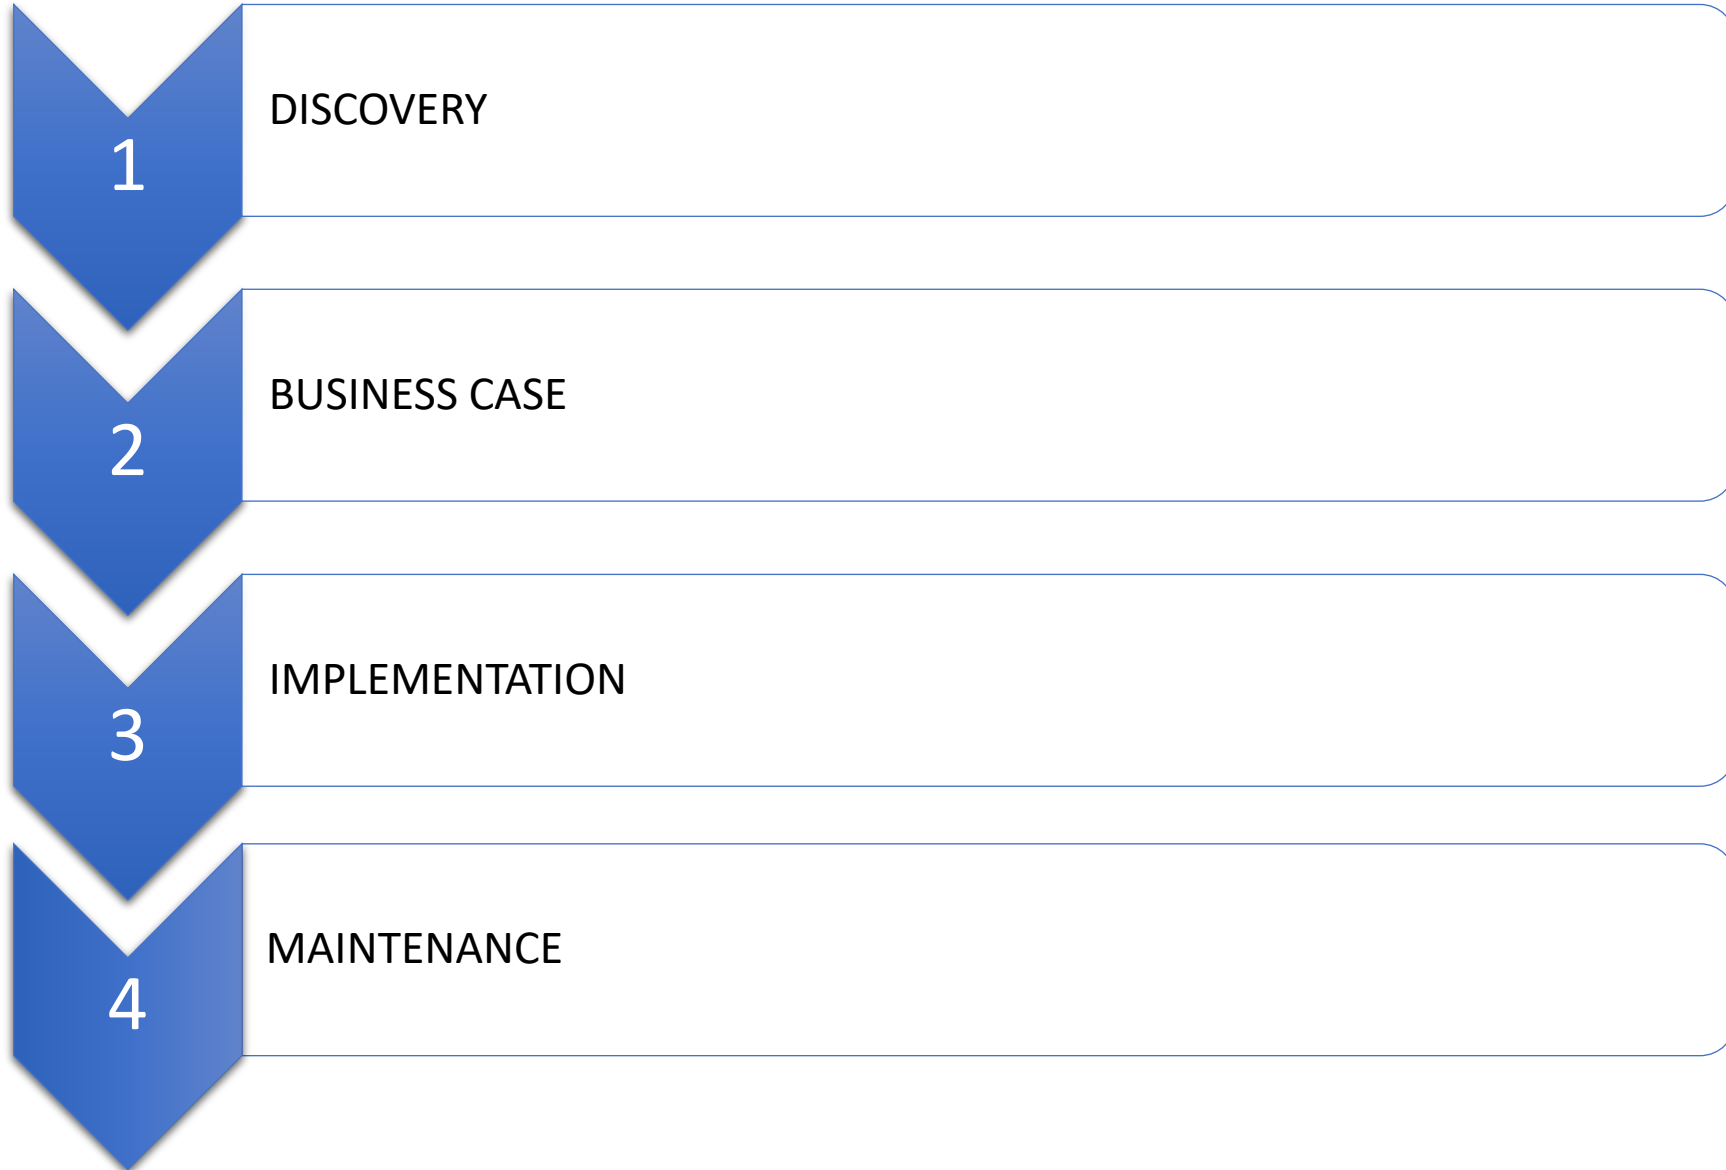 1
DISCOVERY
2
BUSINESS CASE
3
IMPLEMENTATION
4
MAINTENANCE